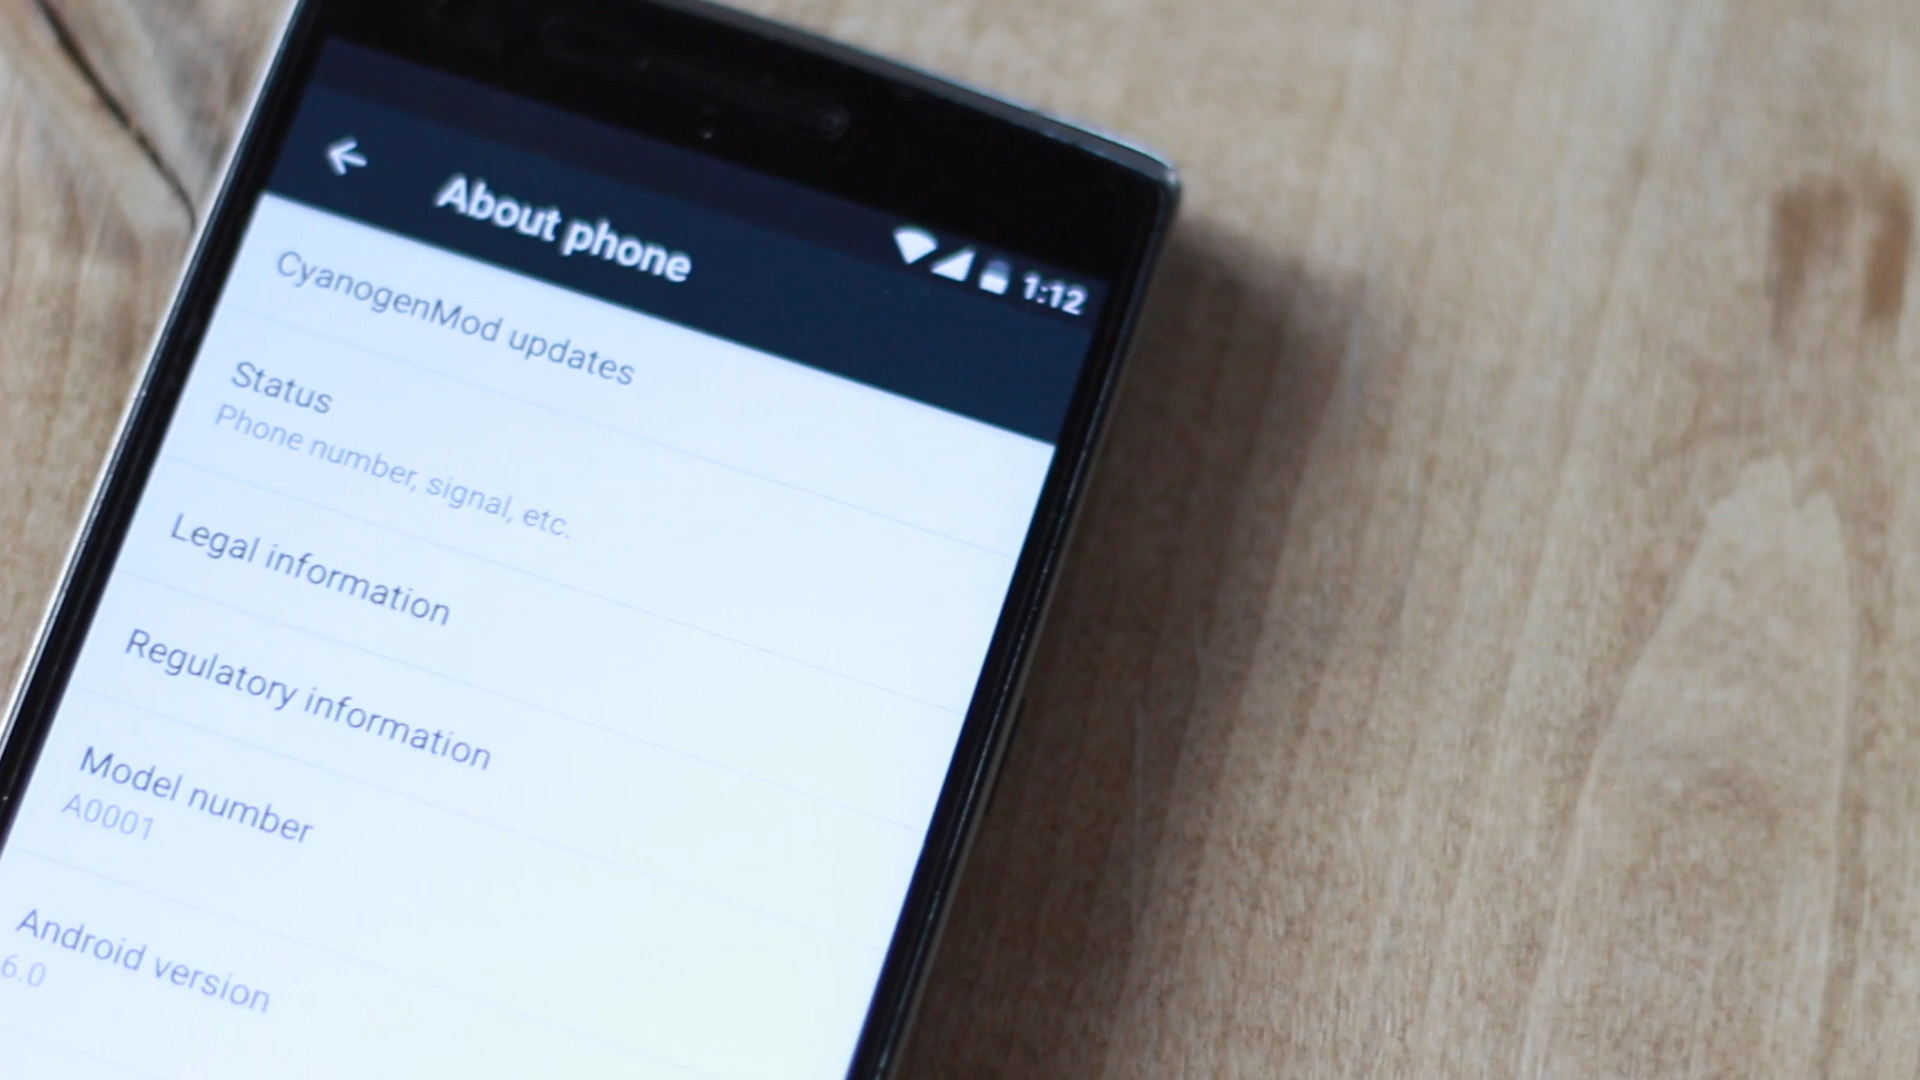 About phone
1:12
CyanogenMod updates
Status
Phone number, signal, etc.
Legal information
Regulatory information
Model number
A0001
Android version
6.0